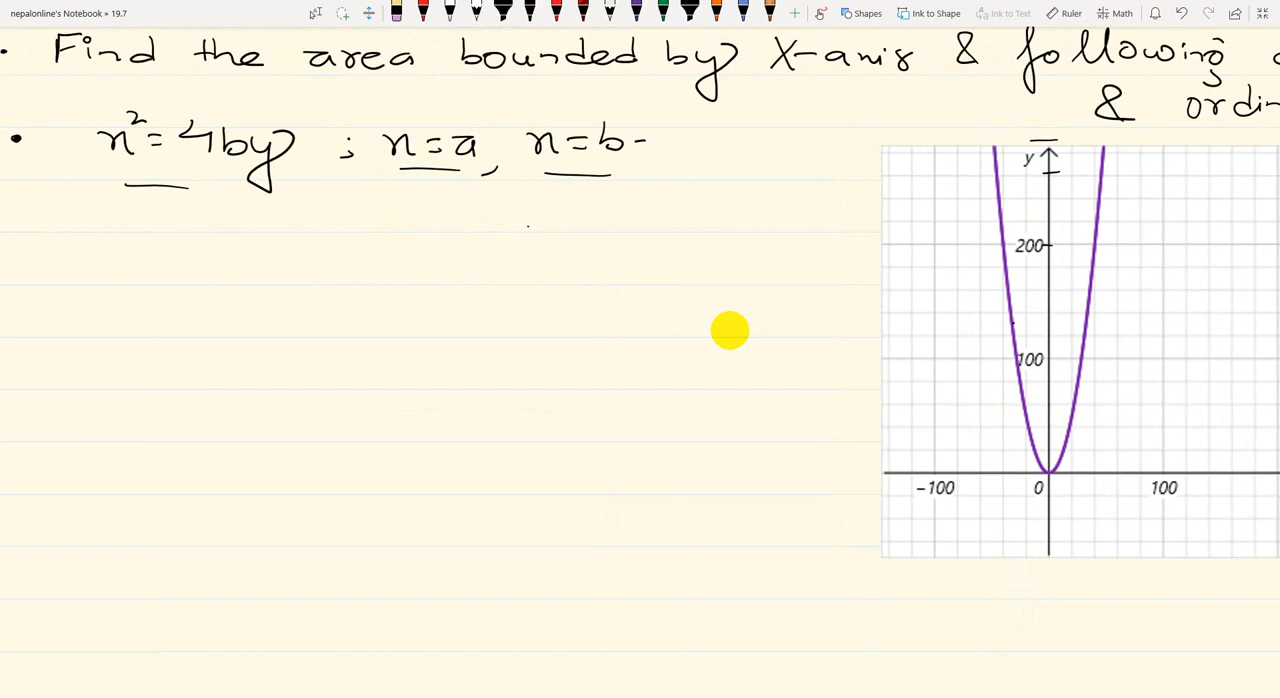 nepalonline's Notebook » 19.7
Shapes Ink to Shape Ink to Text Ruler Math
• Find the area bounded by X-axis & following
&
• x² = 4by ; x = a, x = b -
y
200
100
-100 0 100